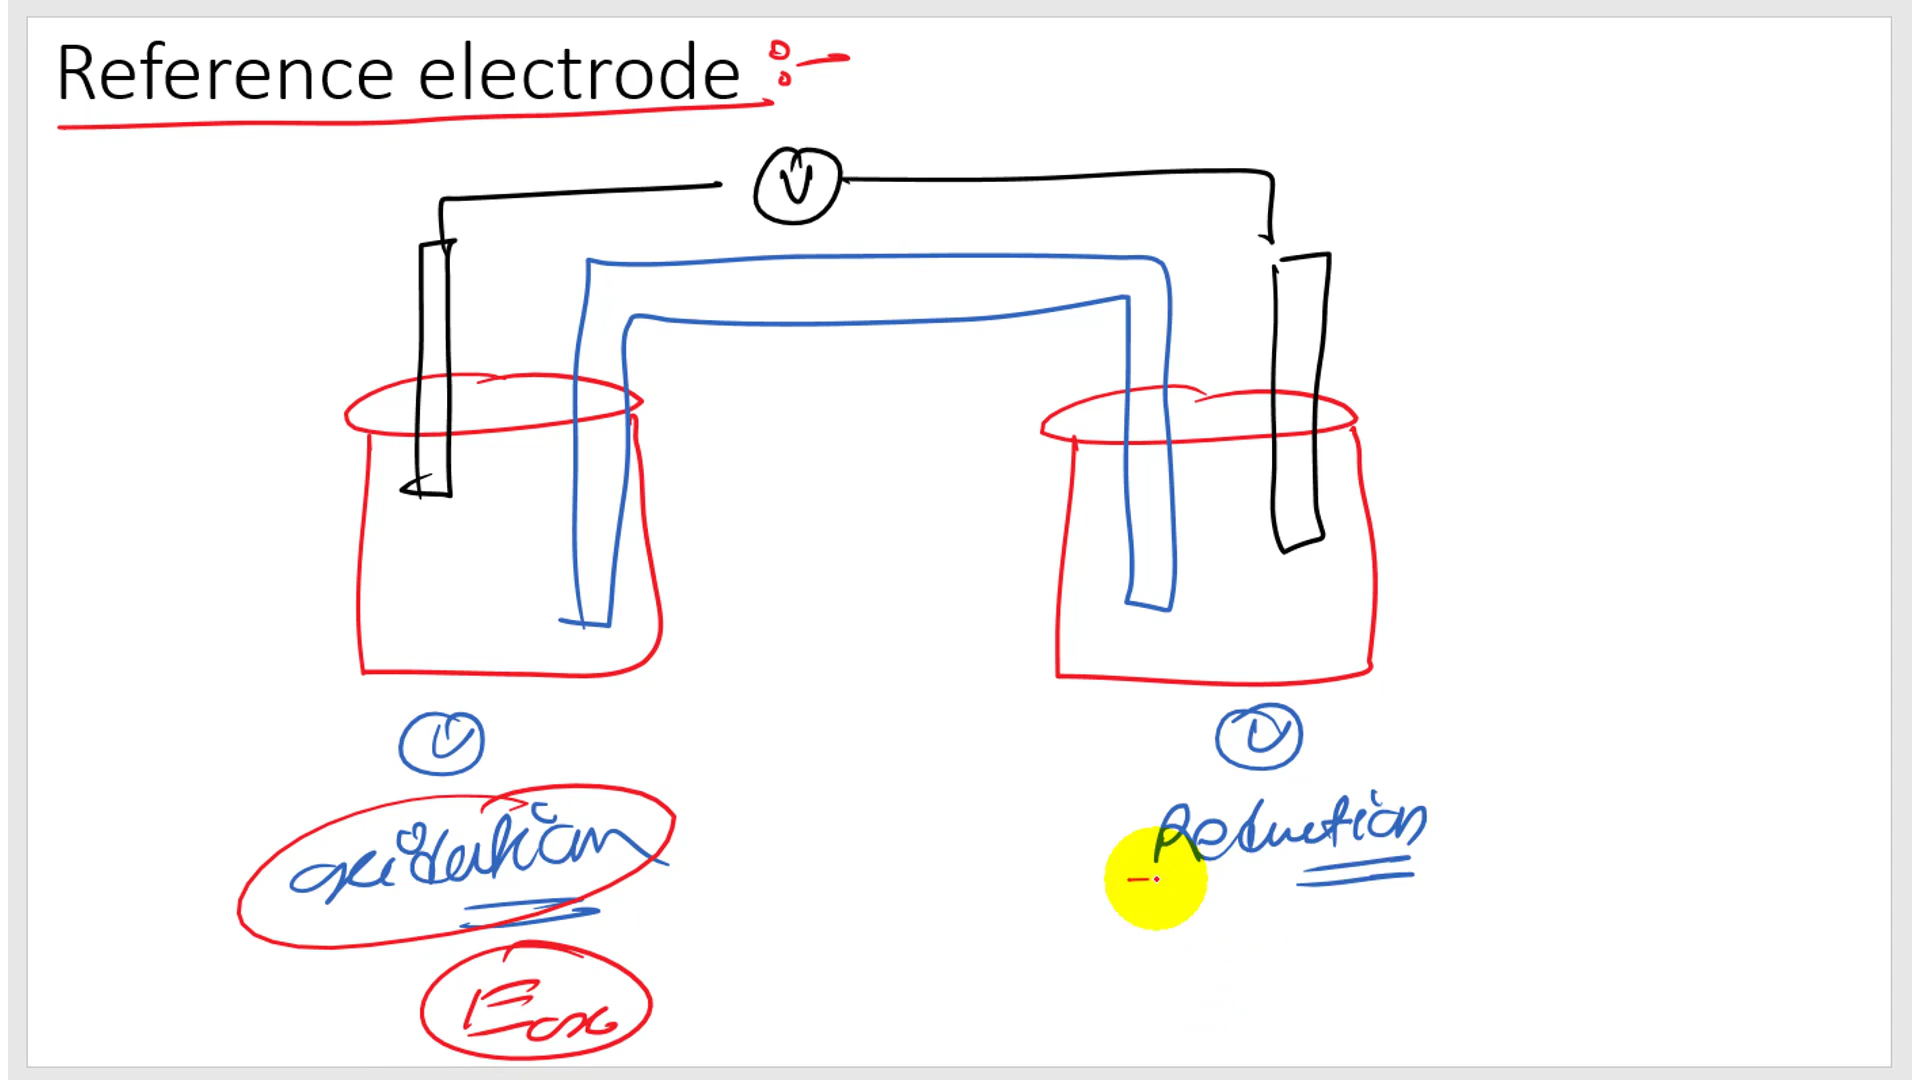 Reference electrode :-
V
oxidation
Reduction
Eox